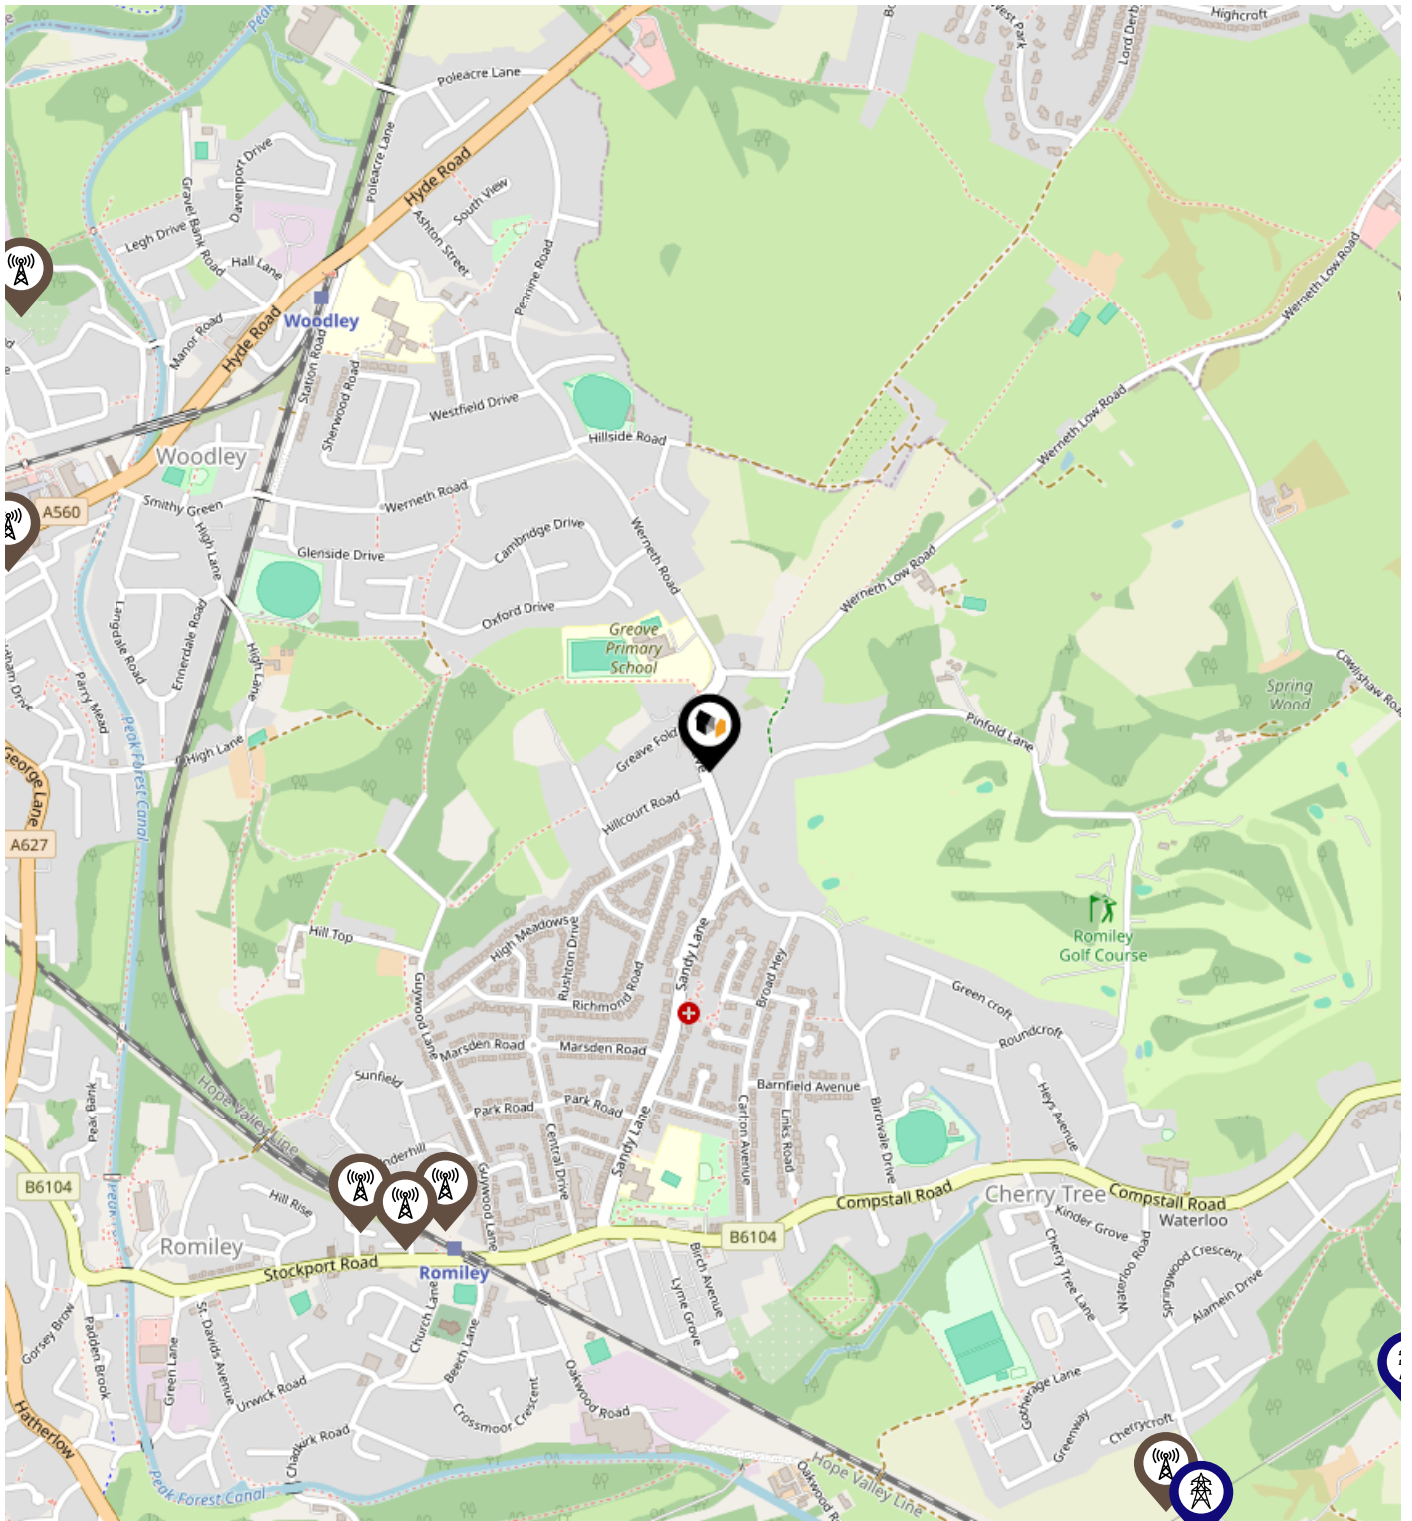 Highcroft
West Park
Lord Derb
Poleacre Lane
Poleacre Lane
Hyde Road
Davenport Drive
Gravel Bank Road
Legh Drive
Hall Lane
South View
Ashton Street
Pennine Road
Werneth Low Road
Woodley
Manor Road
Hyde Road
Station Road
Sherwood Road
Westfield Drive
Hillside Road
Werneth Low Road
Woodley
A560
Smithy Green
Werneth Road
High Lane
Glenside Drive
Cambridge Drive
Werneth Road
Werneth Low Road
Oxford Drive
Langdale Road
Ennerdale Road
High Lane
Greave
Primary
School
Parry Mead
Spring
Wood
Cowlishaw Road
Pinfold Lane
High Lane
Peak Forest Canal
George Lane
Greave Fold
Hillcourt Road
A627
High Meadows
Rushton Drive
Hill Top
Sandy Lane
Romiley
Golf Course
Broad Hey
Guywood Lane
Richmond Road
Green croft
Roundcroft
Marsden Road
Marsden Road
Sunfield
Hope Valley Line
Barnfield Avenue
Park Road
Park Road
Peak Bank
Heys Avenue
Carlton Avenue
Links Road
Birchvale Drive
Sandy Lane
Central Drive
Guywood Lane
B6104
Hill Rise
Compstall Road
Cherry Tree
Compstall Road
Waterloo
Kinder Grove
Romiley
B6104
Stockport Road
Romiley
Birch Avenue
Lyme Grove
Cherry Tree Lane
Waterloo Road
Springwood Crescent
Alamein Drive
Gorsey Brow
Padden Brook
Green Lane
St. Davids Avenue
Urwick Road
Church Lane
Beech Lane
Crossmoor Crescent
Oakwood Road
Gotherage Lane
Greenway
Cherrycroft
Hatherlow
Chadkirk Road
Peak Forest Canal
Hope Valley Line
Oakwood R